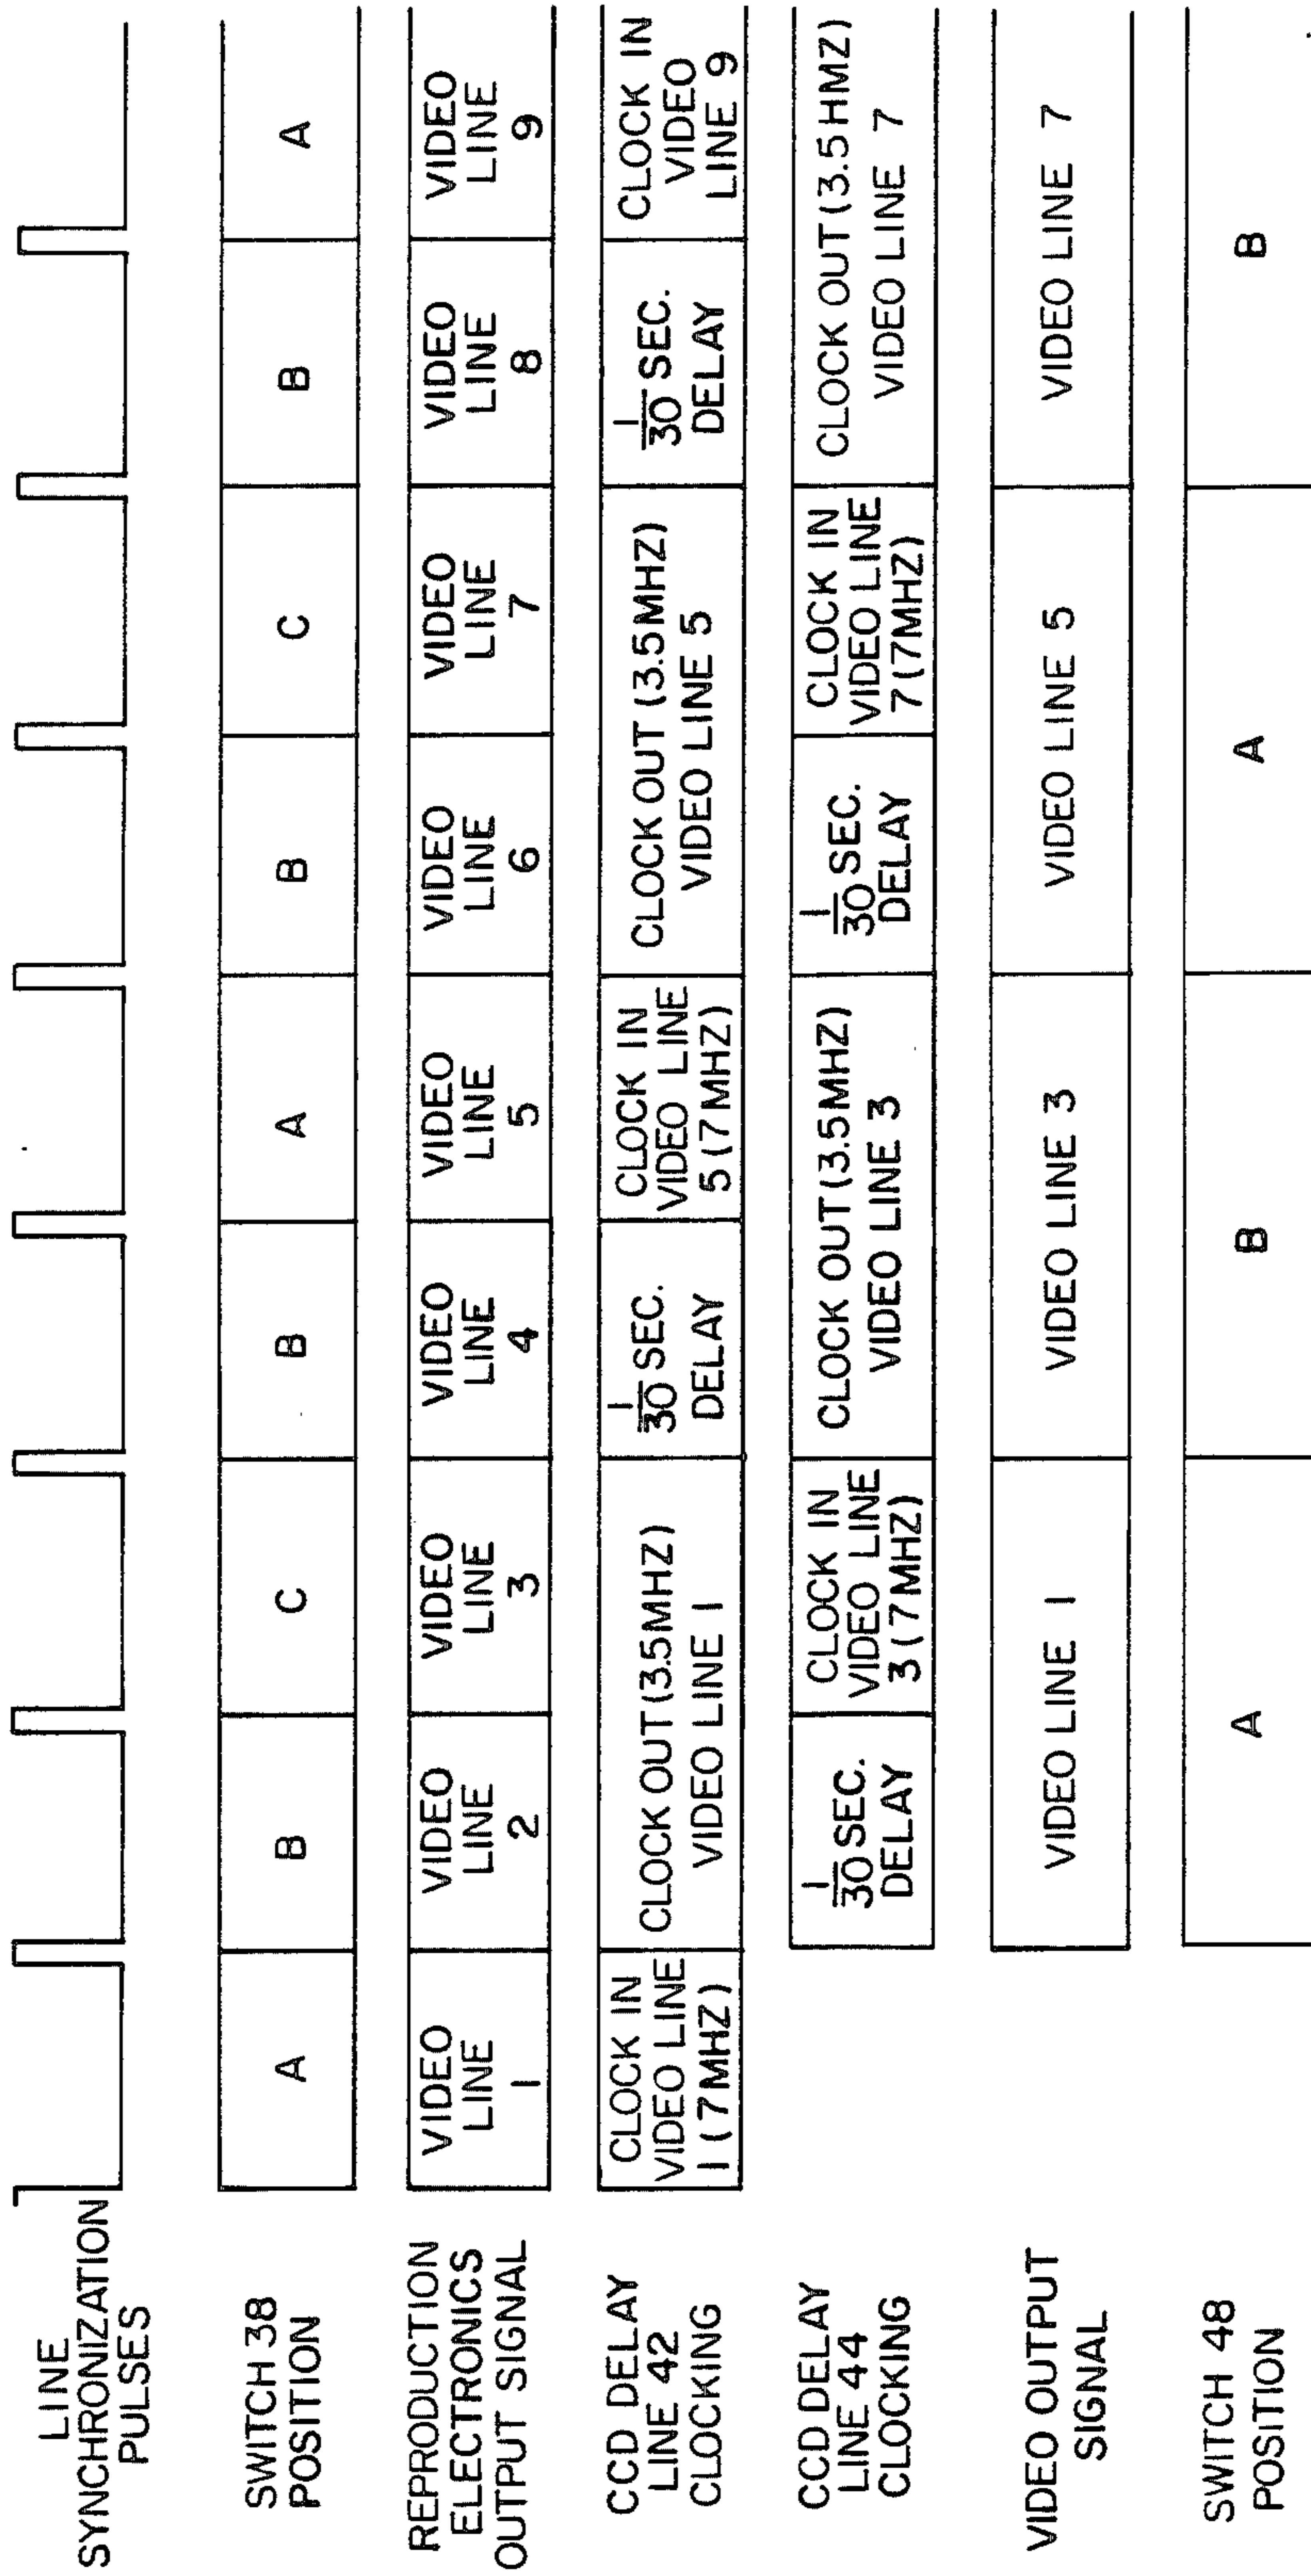 LINE
SYNCHRONIZATION
PULSES
SWITCH 38
POSITION
A
B
C
B
A
B
C
B
A
REPRODUCTION
ELECTRONICS
OUTPUT SIGNAL
VIDEO
LINE
1
VIDEO
LINE
2
VIDEO
LINE
3
VIDEO
LINE
4
VIDEO
LINE
5
VIDEO
LINE
6
VIDEO
LINE
7
VIDEO
LINE
8
VIDEO
LINE
9
CCD DELAY
LINE 42
CLOCKING
CLOCK IN
VIDEO LINE
1 (7MHZ)
CLOCK OUT (3.5MHZ)
VIDEO LINE 1
1/30 SEC.
DELAY
CLOCK IN
VIDEO LINE
5 (7MHZ)
CLOCK OUT (3.5MHZ)
VIDEO LINE 5
1/30 SEC.
DELAY
CLOCK IN
VIDEO
LINE 9
CCD DELAY
LINE 44
CLOCKING
1/30 SEC.
DELAY
CLOCK IN
VIDEO LINE
3 (7MHZ)
CLOCK OUT (3.5MHZ)
VIDEO LINE 3
1/30 SEC.
DELAY
CLOCK IN
VIDEO LINE
7 (7MHZ)
CLOCK OUT (3.5HMZ)
VIDEO LINE 7
VIDEO OUTPUT
SIGNAL
VIDEO LINE 1
VIDEO LINE 3
VIDEO LINE 5
VIDEO LINE 7
SWITCH 48
POSITION
A
B
A
B